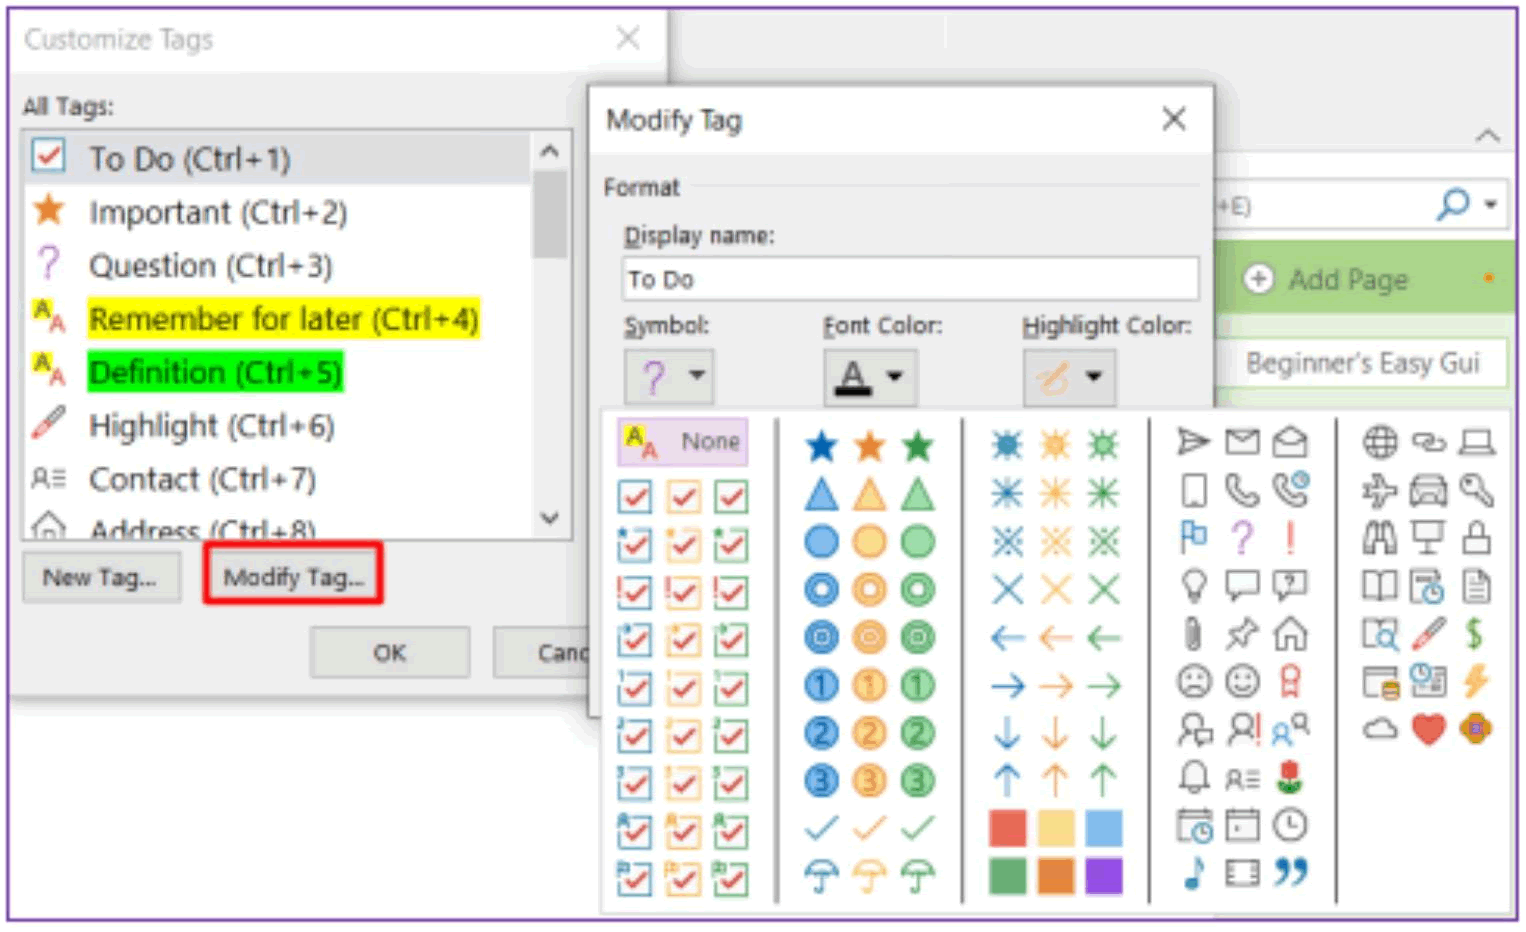 Customize Tags
All Tags:
To Do (Ctrl+1)
Important (Ctrl+2)
Question (Ctrl+3)
Remember for later (Ctrl+4)
Definition (Ctrl+5)
Highlight (Ctrl+6)
Contact (Ctrl+7)
Address (Ctrl+8)
New Tag...
Modify Tag...
OK
Canc
Modify Tag
Format
Display name:
To Do
Symbol:
Font Color:
Highlight Color:
None
+E)
Add Page
Beginner's Easy Gui